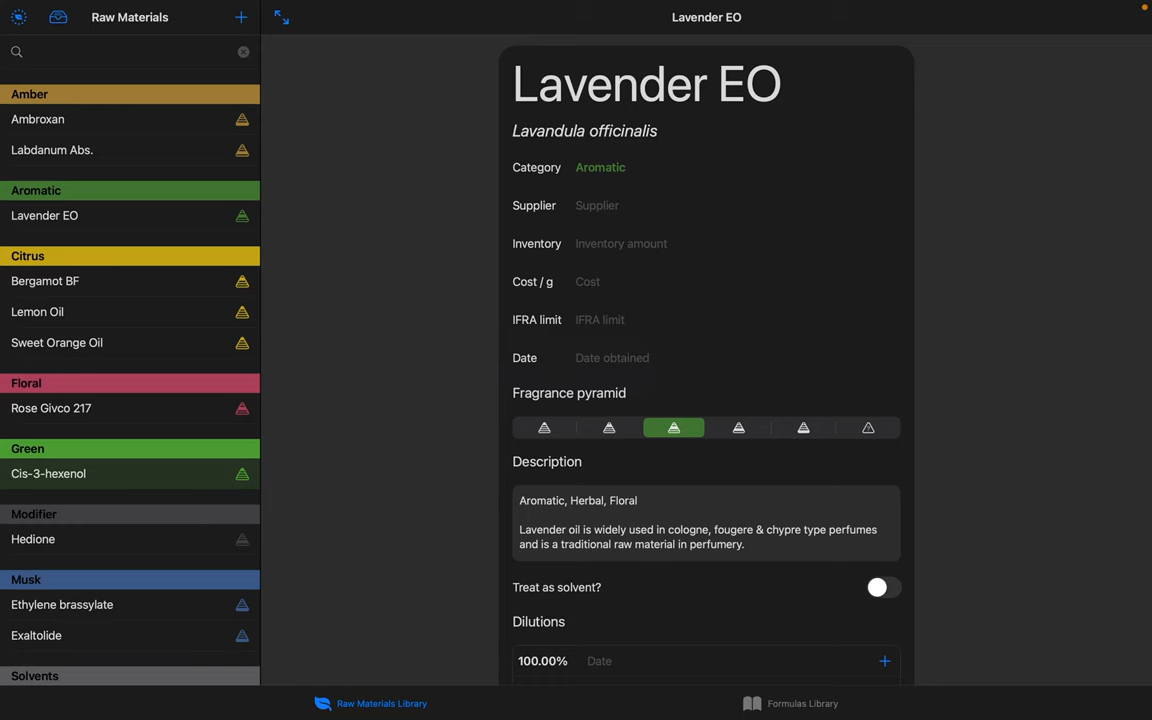 Raw Materials
Lavender EO
Amber
Ambroxan
Labdanum Abs.
Aromatic
Lavender EO
Citrus
Bergamot BF
Lemon Oil
Sweet Orange Oil
Floral
Rose Givco 217
Green
Cis-3-hexenol
Modifier
Hedione
Musk
Ethylene brassylate
Exaltolide
Solvents
Lavender EO
Lavandula officinalis
Category Aromatic
Supplier Supplier
Inventory Inventory amount
Cost / g Cost
IFRA limit IFRA limit
Date Date obtained
Fragrance pyramid
Description
Aromatic, Herbal, Floral
Lavender oil is widely used in cologne, fougere & chypre type perfumes
and is a traditional raw material in perfumery.
Treat as solvent?
Dilutions
100.00% Date
Raw Materials Library
Formulas Library